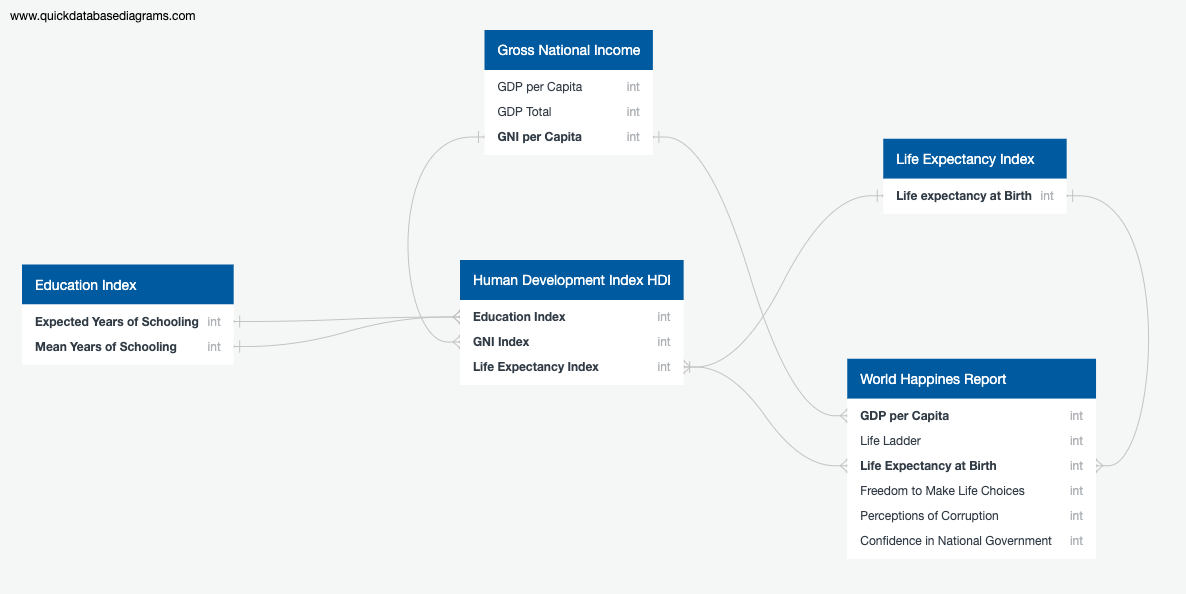 www.quickdatabasediagrams.com
Gross National Income
GDP per Capita int
GDP Total int
GNI per Capita int
Life Expectancy Index
Life expectancy at Birth int
Education Index
Expected Years of Schooling int
Mean Years of Schooling int
Human Development Index HDI
Education Index int
GNI Index int
Life Expectancy Index int
World Happines Report
GDP per Capita int
Life Ladder int
Life Expectancy at Birth int
Freedom to Make Life Choices int
Perceptions of Corruption int
Confidence in National Government int